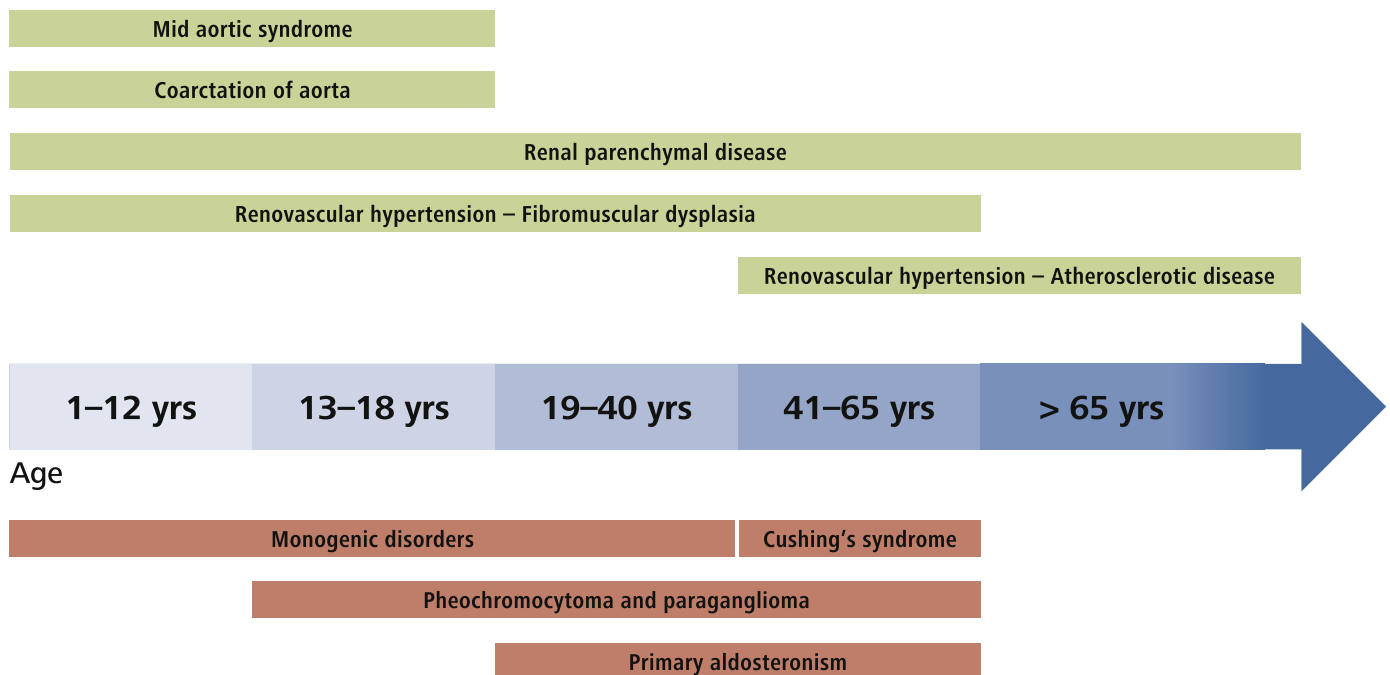 Mid aortic syndrome
Coarctation of aorta
Renal parenchymal disease
Renovascular hypertension – Fibromuscular dysplasia
Renovascular hypertension – Atherosclerotic disease
1–12 yrs 13–18 yrs 19–40 yrs 41–65 yrs > 65 yrs
Age
Monogenic disorders Cushing’s syndrome
Pheochromocytoma and paraganglioma
Primary aldosteronism